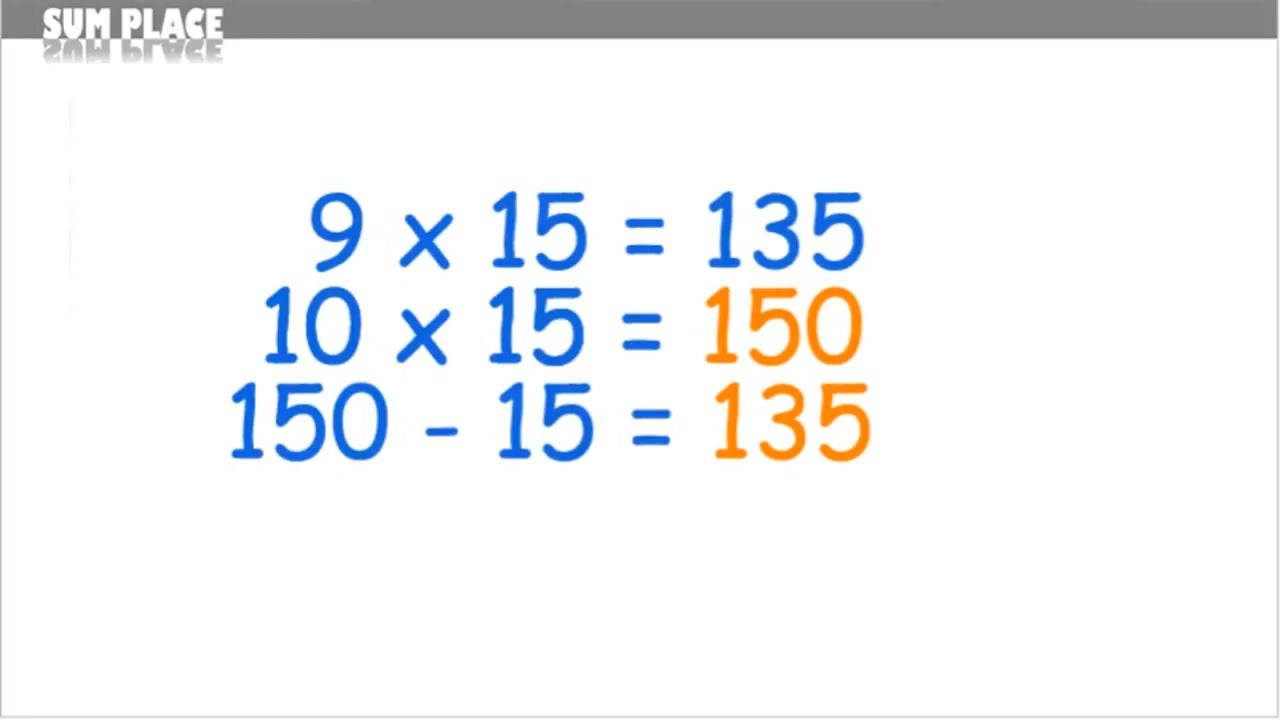 SUM PLACE
9 x 15 = 135
10 x 15 = 150
150 - 15 = 135